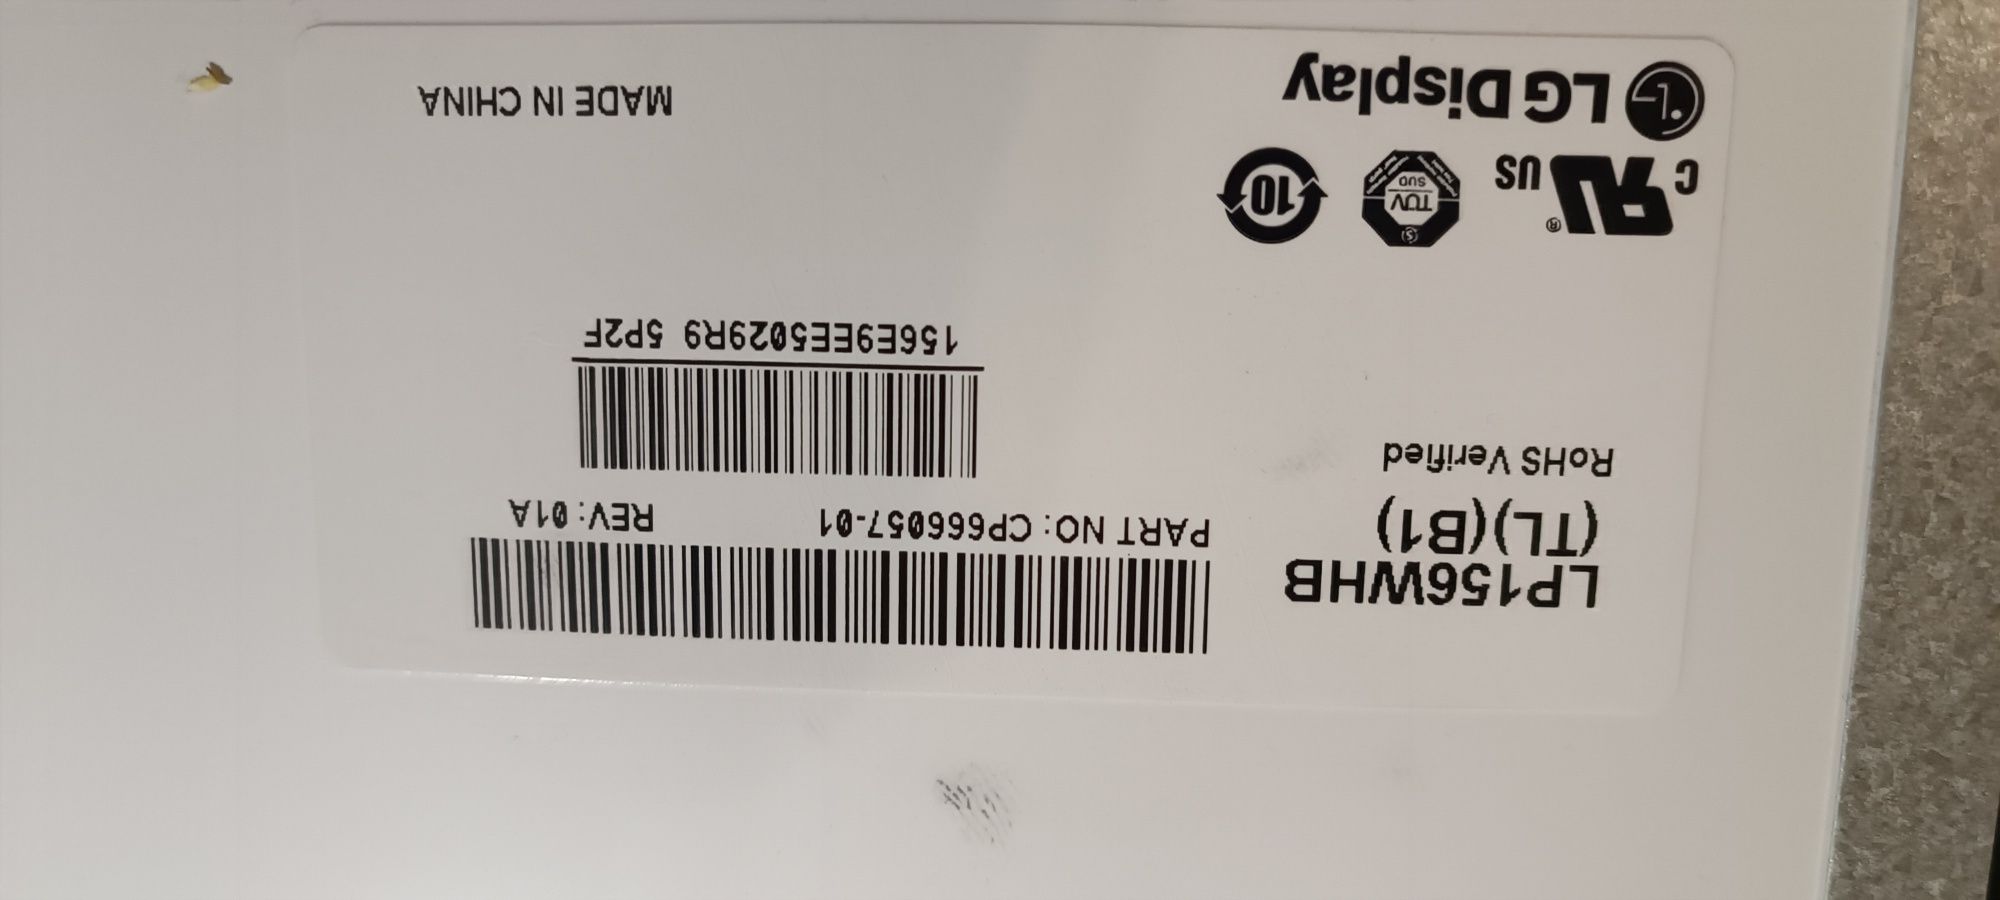 LP156WHB
(TL)(B1)
RoHS Verified
PART NO: CP666057-01 REV: 01A
156E9EE5029R9 5P2F
c RU ® US
TÜV
SÜD
10
LG Display
MADE IN CHINA